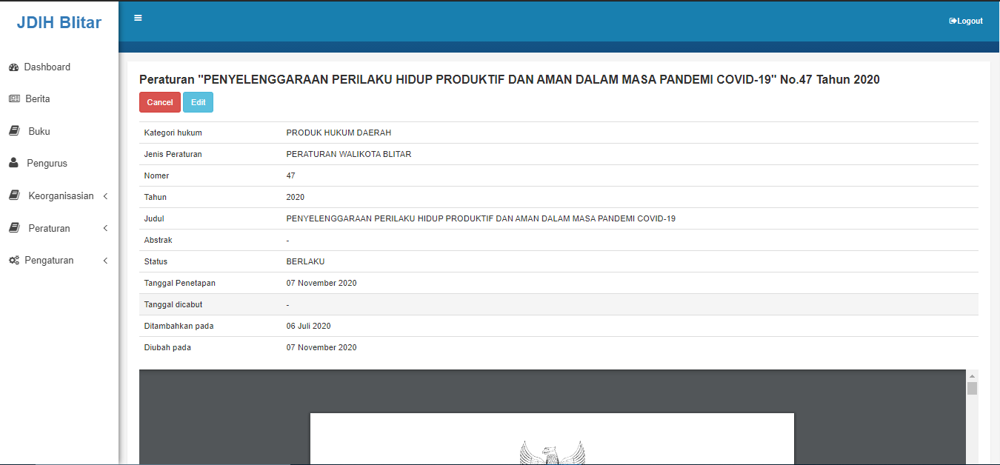 JDIH Blitar
Logout
Dashboard
Berita
Buku
Pengurus
Keorganisasian
Peraturan
Pengaturan
Peraturan "PENYELENGGARAAN PERILAKU HIDUP PRODUKTIF DAN AMAN DALAM MASA PANDEMI COVID-19" No.47 Tahun 2020
Cancel Edit
Kategori hukum PRODUK HUKUM DAERAH
Jenis Peraturan PERATURAN WALIKOTA BLITAR
Nomer 47
Tahun 2020
Judul PENYELENGGARAAN PERILAKU HIDUP PRODUKTIF DAN AMAN DALAM MASA PANDEMI COVID-19
Abstrak -
Status BERLAKU
Tanggal Penetapan 07 November 2020
Tanggal dicabut -
Ditambahkan pada 06 Juli 2020
Diubah pada 07 November 2020